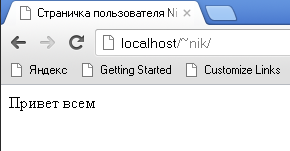 Страничка пользователя Ni
localhost/~nik/
Яндекс
Getting Started
Customize Links
Привет всем